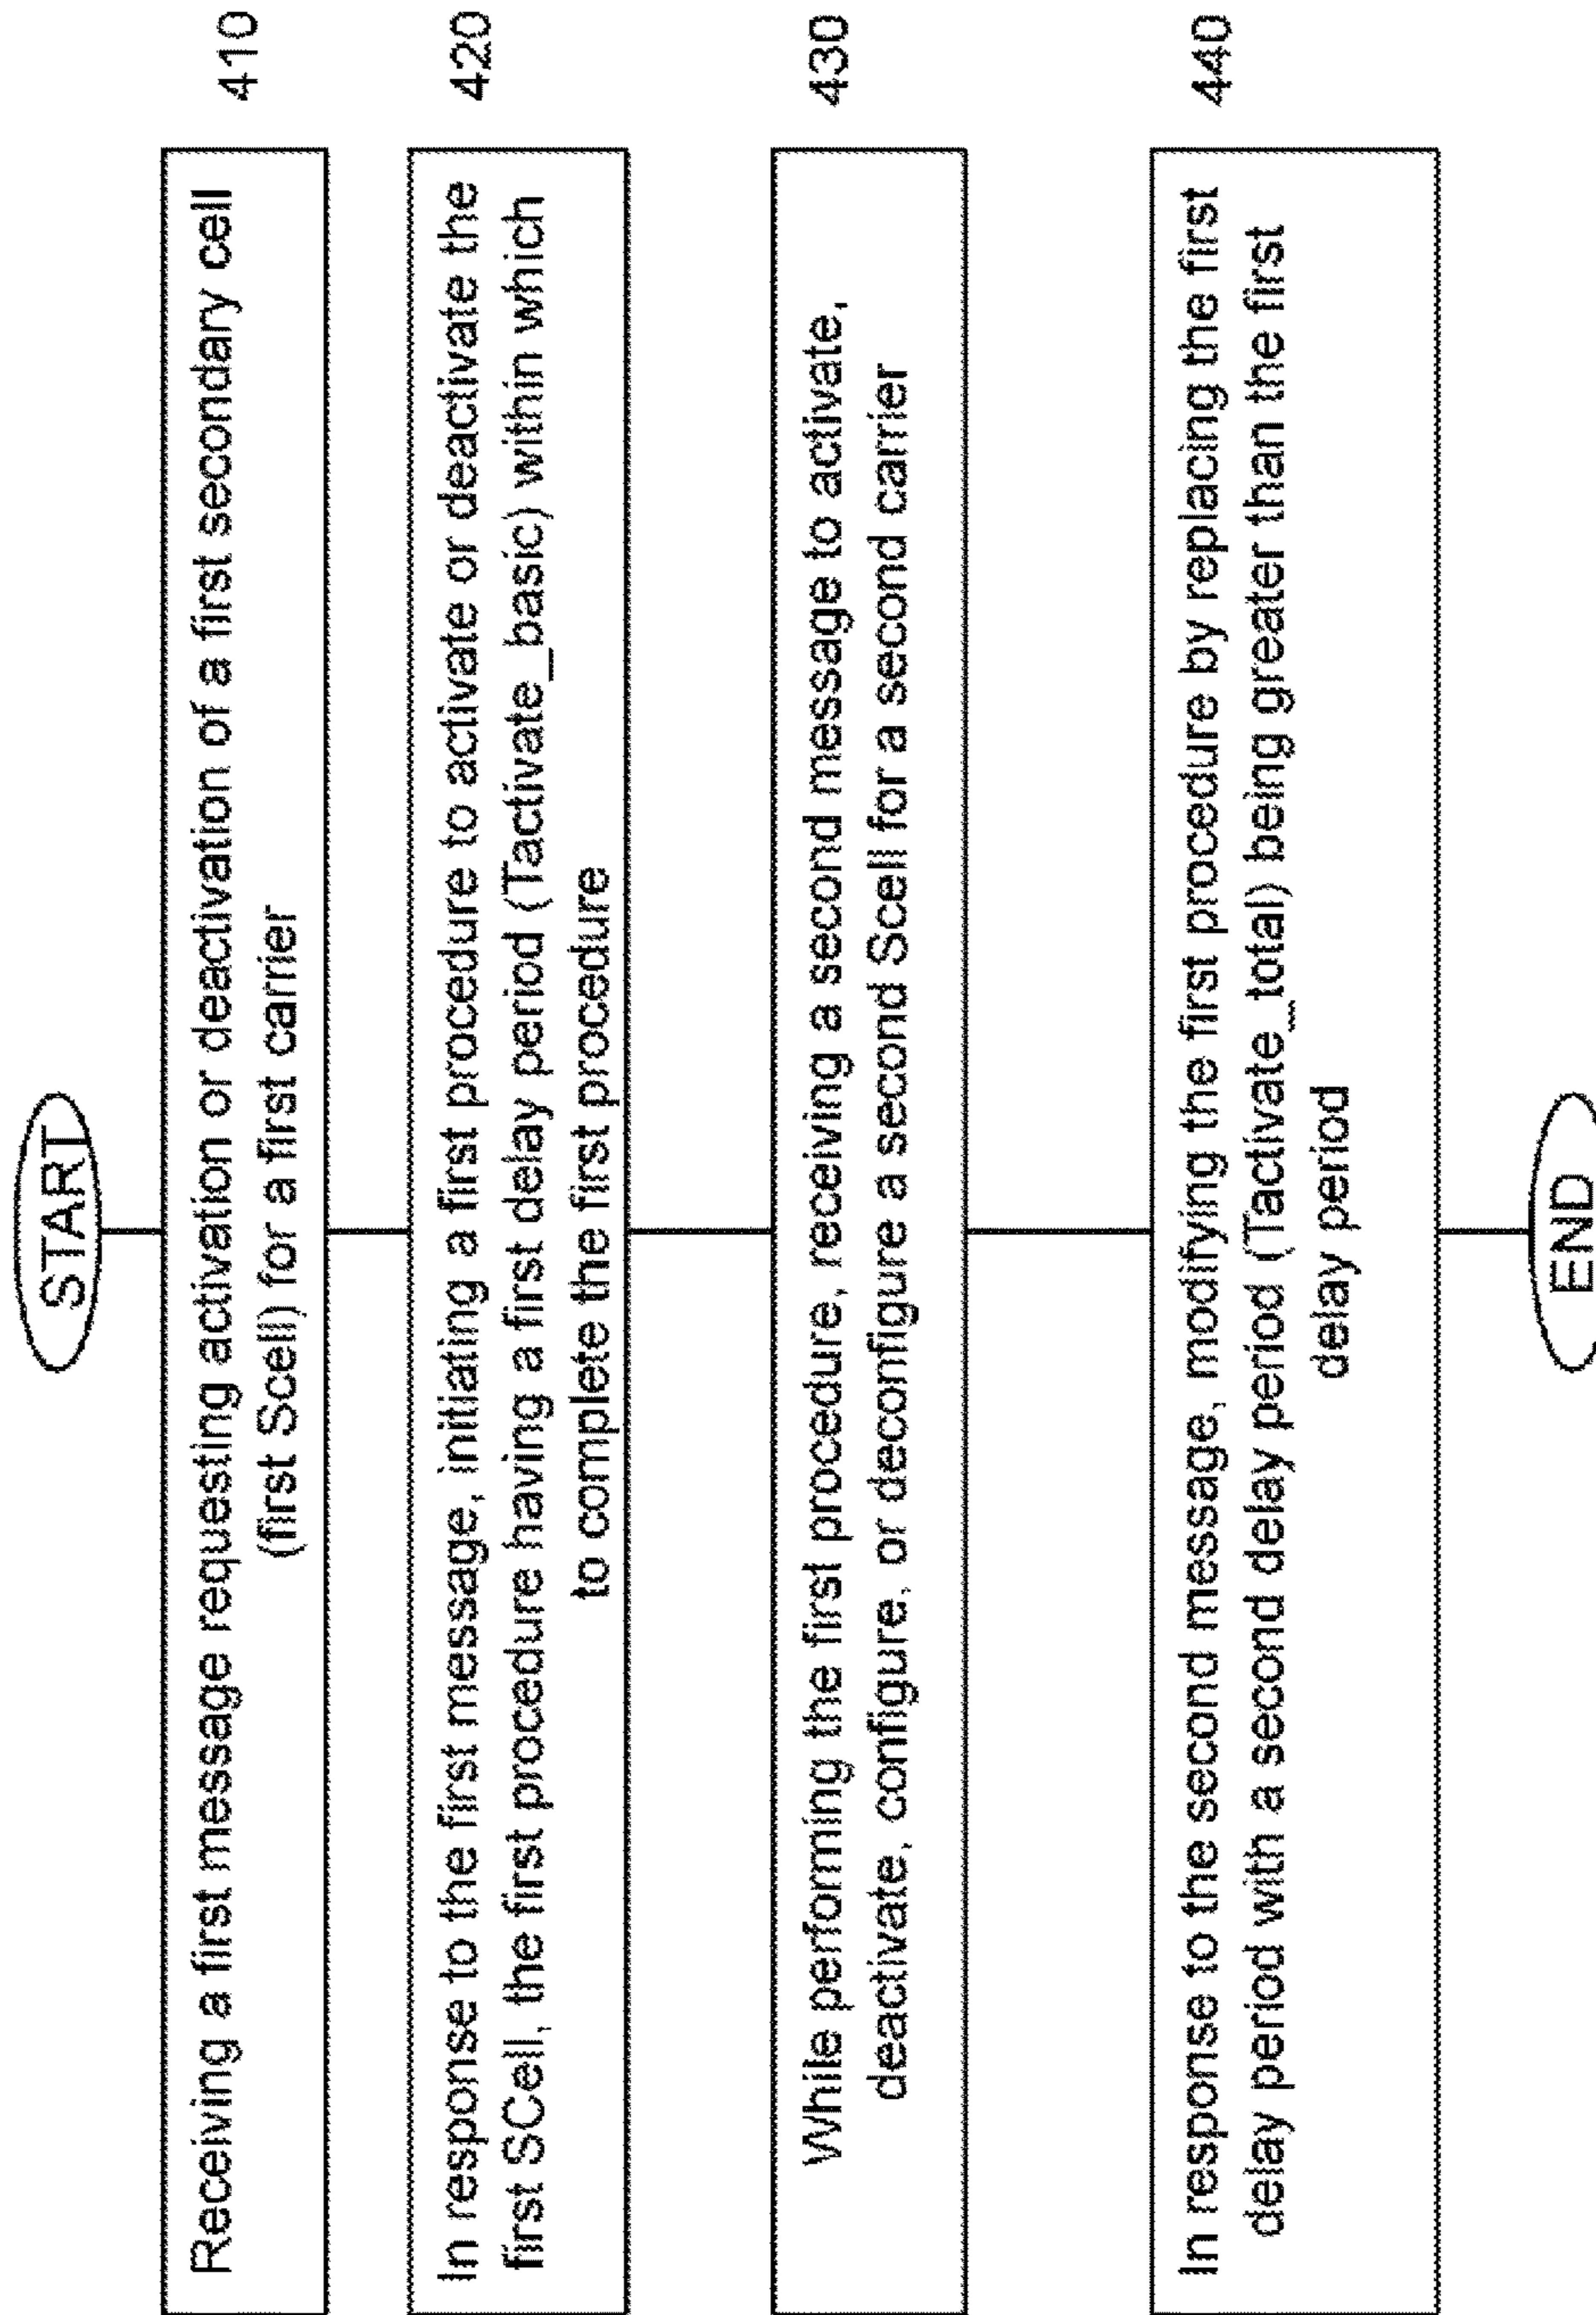 START
Receiving a first message requesting activation or deactivation of a first secondary cell
(first Scell) for a first carrier
410
In response to the first message, initiating a first procedure to activate or deactivate the
first SCell, the first procedure having a first delay period (Tactivate_basic) within which
to complete the first procedure
420
While performing the first procedure, receiving a second message to activate,
deactivate, configure, or deconfigure a second Scell for a second carrier
430
In response to the second message, modifying the first procedure by replacing the first
delay period with a second delay period (Tactivate_total) being greater than the first
delay period
440
END